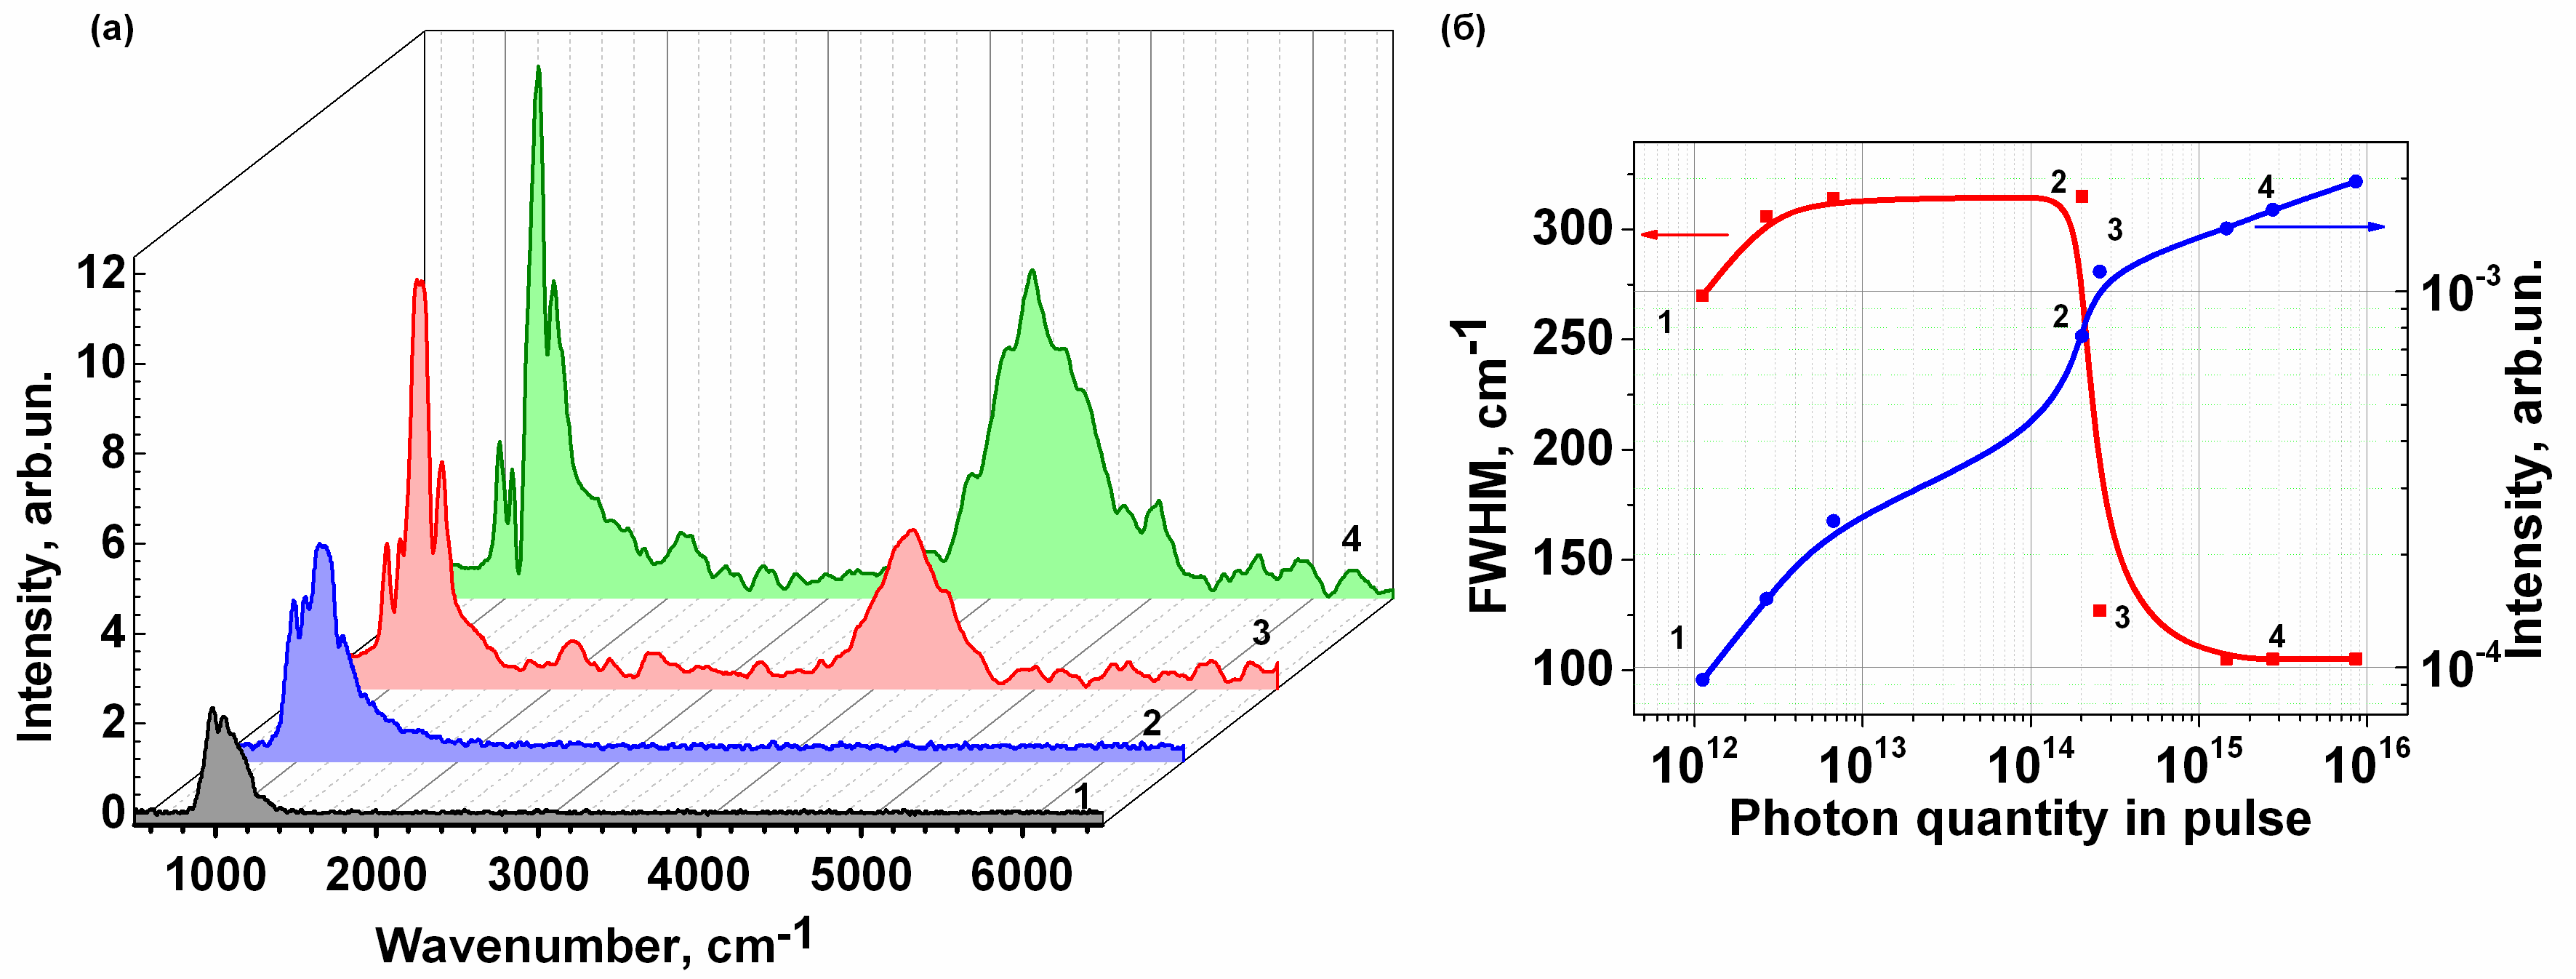 (а)
12
10
8
6
4
2
0
Intensity, arb.un.
1000 2000 3000 4000 5000 6000
Wavenumber, cm-1
4
3
2
1
(б)
300
250
200
150
100
FWHM, cm-1
10-3
10-4
Intensity, arb.un.
1
2
3
4
1
2
3
4
1012 1013 1014 1015 1016
Photon quantity in pulse